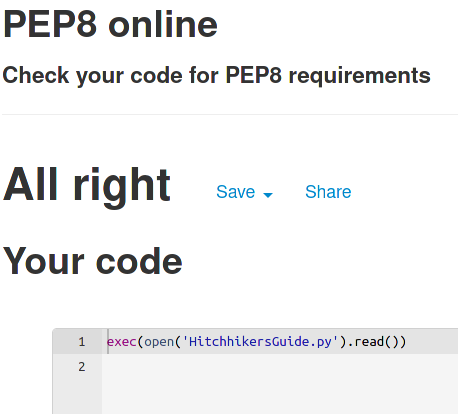 PEP8 online
Check your code for PEP8 requirements
All right Save Share
Your code
1 exec(open('HitchhikersGuide.py').read())
2